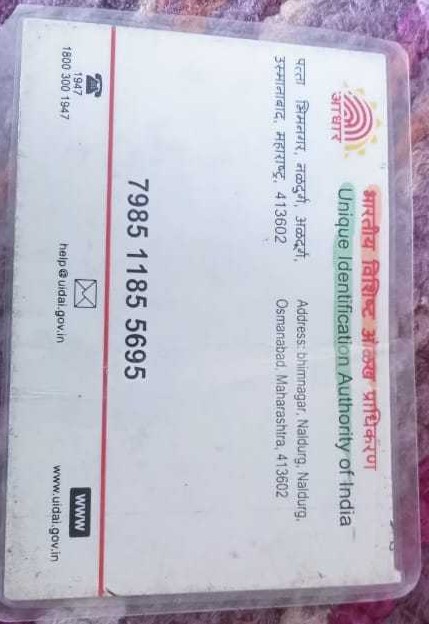 आधार
भारतीय विशिष्ट ओळख प्राधिकरण
Unique Identification Authority of India
पत्ता भिमनगर, नळदुर्ग, अळदूर्ग,
उस्मानाबाद, महाराष्ट्र, 413602
Address: bhimnagar, Naldurg, Naldurg,
Osmanabad, Maharashtra, 413602
7985 1185 5695
1947
1800 300 1947
help@uidai.gov.in
www
www.uidai.gov.in